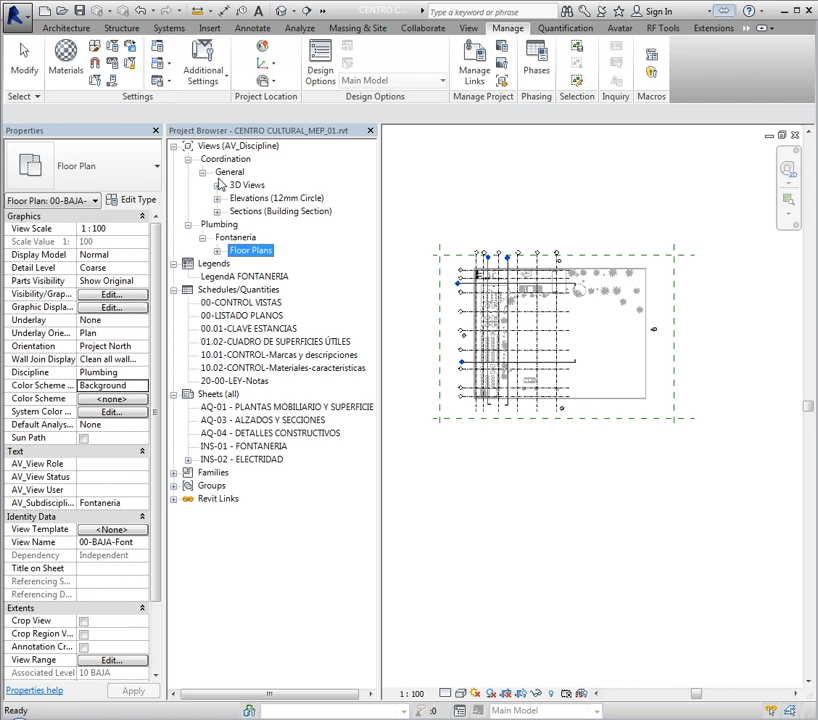 CENTRO C...
Type a keyword or phrase
Sign In
Architecture Structure Systems Insert Annotate Analyze Massing & Site Collaborate View Manage Quantification Avatar RF Tools Extensions
Modify Materials Additional Settings Design Options Main Model Manage Links Phases
Select Settings Project Location Design Options Manage Project Phasing Selection Inquiry Macros
Properties
Floor Plan
Floor Plan: 00-BAJA- Edit Type
Graphics
View Scale 1 : 100
Scale Value 1: 100
Display Model Normal
Detail Level Coarse
Parts Visibility Show Original
Visibility/Grap... Edit...
Graphic Displa... Edit...
Underlay None
Underlay Orie... Plan
Orientation Project North
Wall Join Display Clean all wall...
Discipline Plumbing
Color Scheme ... Background
Color Scheme <none>
System Color ... Edit...
Default Analys... None
Sun Path
Text
AV_View Role
AV_View Status
AV_View User
AV_Subdiscipli... Fontaneria
Identity Data
View Template <None>
View Name 00-BAJA-Font
Dependency Independent
Title on Sheet
Referencing S...
Referencing D...
Extents
Crop View
Crop Region V...
Annotation Cr...
View Range Edit...
Associated Level 10 BAJA
Properties help Apply
Project Browser - CENTRO CULTURAL_MEP_01.rvt
Views (AV_Discipline)
Coordination
General
3D Views
Elevations (12mm Circle)
Sections (Building Section)
Plumbing
Fontaneria
Floor Plans
Legends
LegendA FONTANERIA
Schedules/Quantities
00-CONTROL VISTAS
00-LISTADO PLANOS
00.01-CLAVE ESTANCIAS
01.02-CUADRO DE SUPERFICIES ÚTILES
10.01-CONTROL-Marcas y descripciones
10.02-CONTROL-Materiales-caracteristicas
20-00-LEY-Notas
Sheets (all)
AQ-01 - PLANTAS MOBILIARIO Y SUPERFICIE
AQ-03 - ALZADOS Y SECCIONES
AQ-04 - DETALLES CONSTRUCTIVOS
INS-01 - FONTANERIA
INS-02 - ELECTRIDAD
Families
Groups
Revit Links
1 : 100
Ready
:0 Main Model